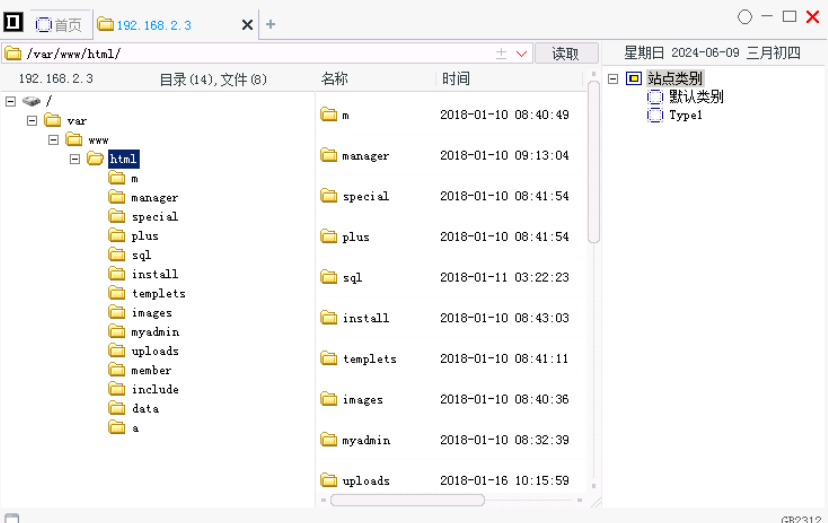 首页 192.168.2.3
/var/www/html/ 读取 星期日 2024-06-09 三月初四
192.168.2.3 目录(14),文件(8) 名称 时间
/
var
www
html
m
manager
special
plus
sql
install
templets
images
myadmin
uploads
member
include
data
a
m 2018-01-10 08:40:49
manager 2018-01-10 09:13:04
special 2018-01-10 08:41:54
plus 2018-01-10 08:41:54
sql 2018-01-11 03:22:23
install 2018-01-10 08:43:03
templets 2018-01-10 08:41:11
images 2018-01-10 08:40:36
myadmin 2018-01-10 08:32:39
uploads 2018-01-16 10:15:59
站点类别
默认类别
Type1
GB2312